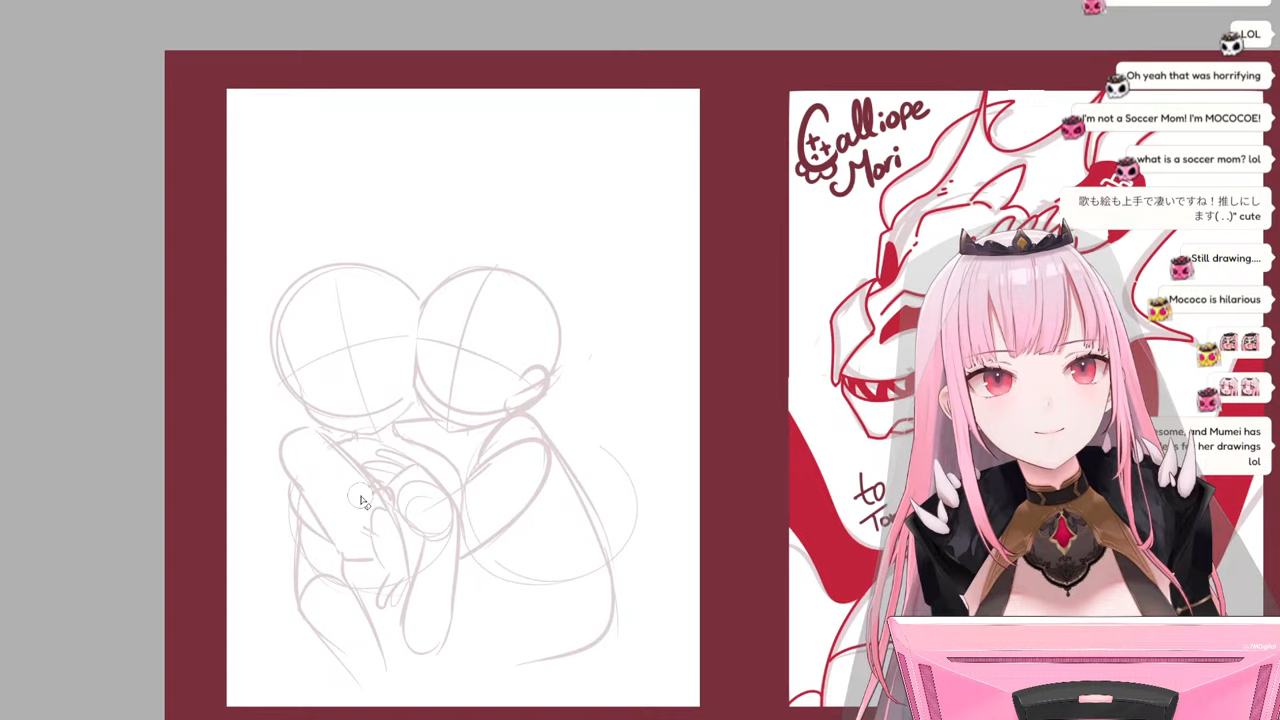 LOL
Oh yeah that was horrifying
I'm not a Soccer Mom! I'm MOCOCOE!
what is a soccer mom? lol
歌も絵も上手で凄いですね！推しにし
ます( . .)" cute
Still drawing....
Mococo is hilarious
and Mumei has
her drawings
lol
Calliope
Mori
to